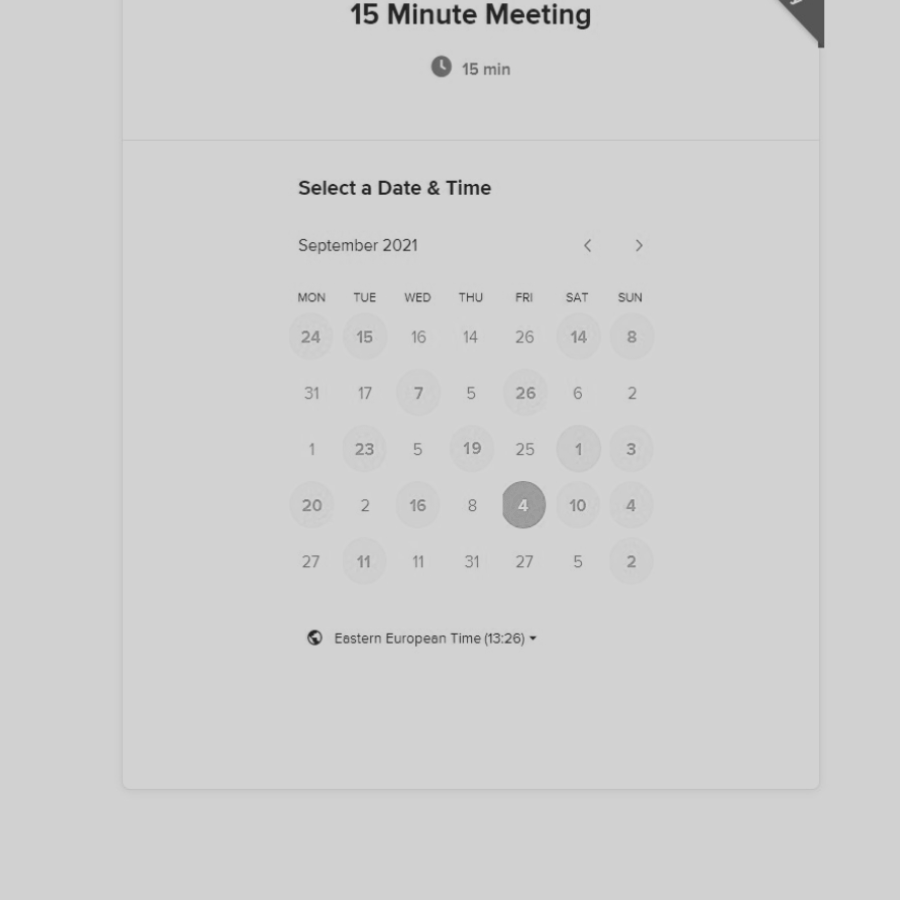 15 Minute Meeting
15 min
Select a Date & Time
September 2021
MON TUE WED THU FRI SAT SUN
24 15 16 14 26 14 8
31 17 7 5 26 6 2
1 23 5 19 25 1 3
20 2 16 8 4 10 4
27 11 11 31 27 5 2
Eastern European Time (13:26)